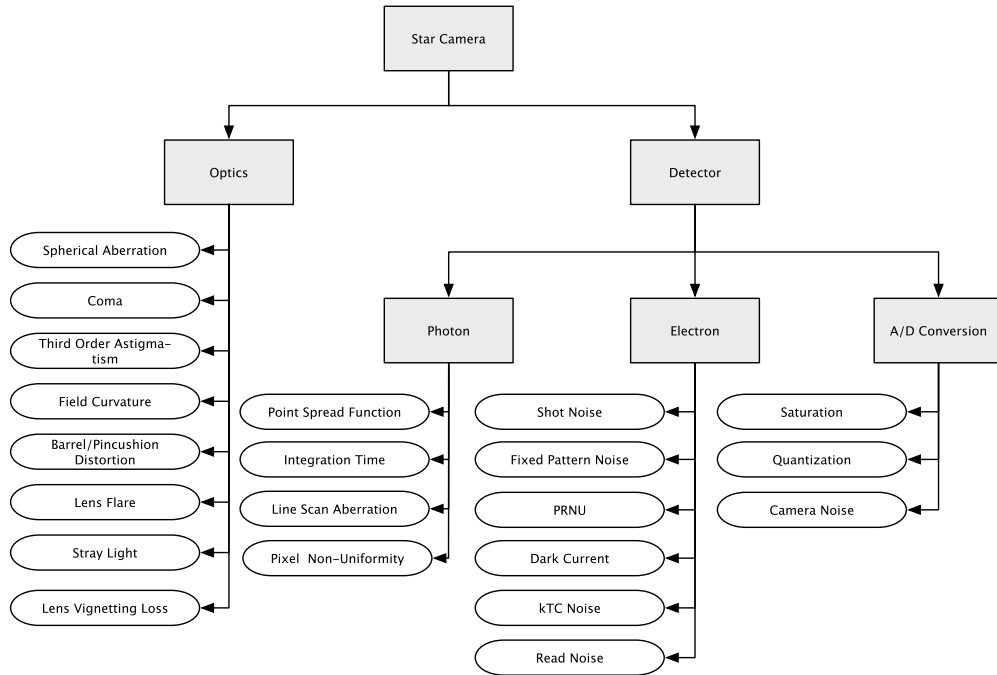 Star Camera
Optics
Detector
Spherical Aberration
Coma
Third Order Astigma-
tism
Field Curvature
Barrel/Pincushion
Distortion
Lens Flare
Stray Light
Lens Vignetting Loss
Photon
Electron
A/D Conversion
Point Spread Function
Integration Time
Line Scan Aberration
Pixel  Non-Uniformity
Shot Noise
Fixed Pattern Noise
PRNU
Dark Current
kTC Noise
Read Noise
Saturation
Quantization
Camera Noise